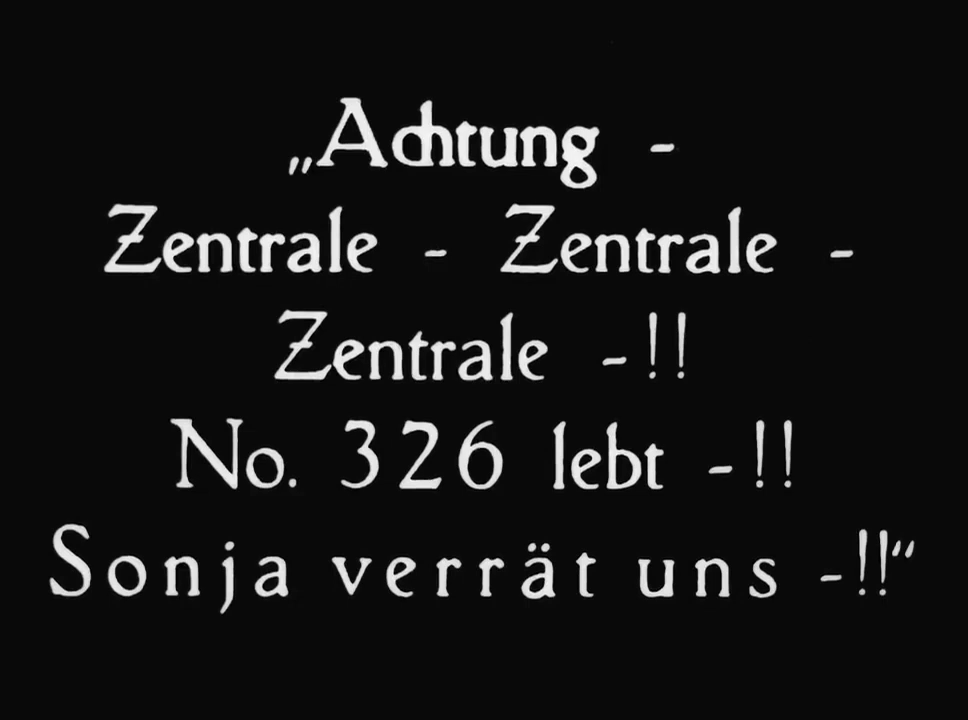 „Achtung -
Zentrale - Zentrale -
Zentrale -!!
No. 326 lebt -!!
Sonja verrät uns -!!“